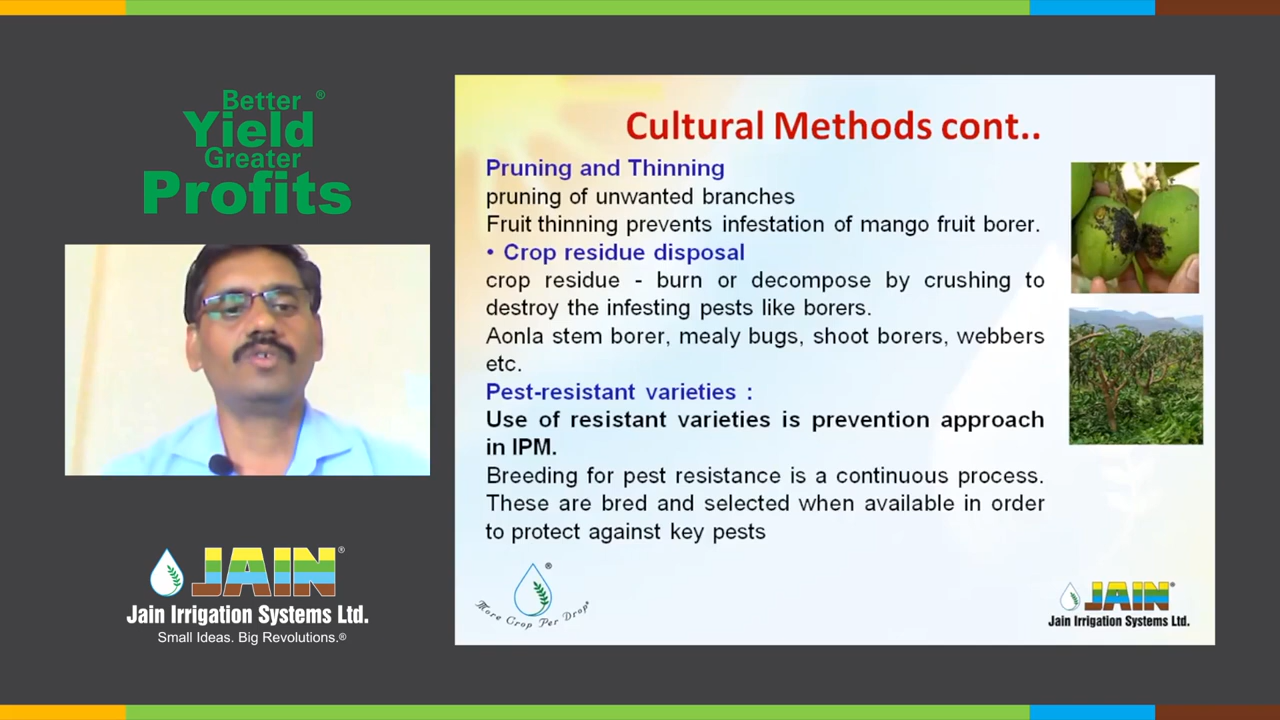 Better ®
Yield
Greater
Profits
JAIN®
Jain Irrigation Systems Ltd.
Small Ideas. Big Revolutions.®
Cultural Methods cont..
Pruning and Thinning
pruning of unwanted branches
Fruit thinning prevents infestation of mango fruit borer.
• Crop residue disposal
crop residue - burn or decompose by crushing to
destroy the infesting pests like borers.
Aonla stem borer, mealy bugs, shoot borers, webbers
etc.
Pest-resistant varieties :
Use of resistant varieties is prevention approach
in IPM.
Breeding for pest resistance is a continuous process.
These are bred and selected when available in order
to protect against key pests
®
More Crop Per Drop®
JAIN®
Jain Irrigation Systems Ltd.